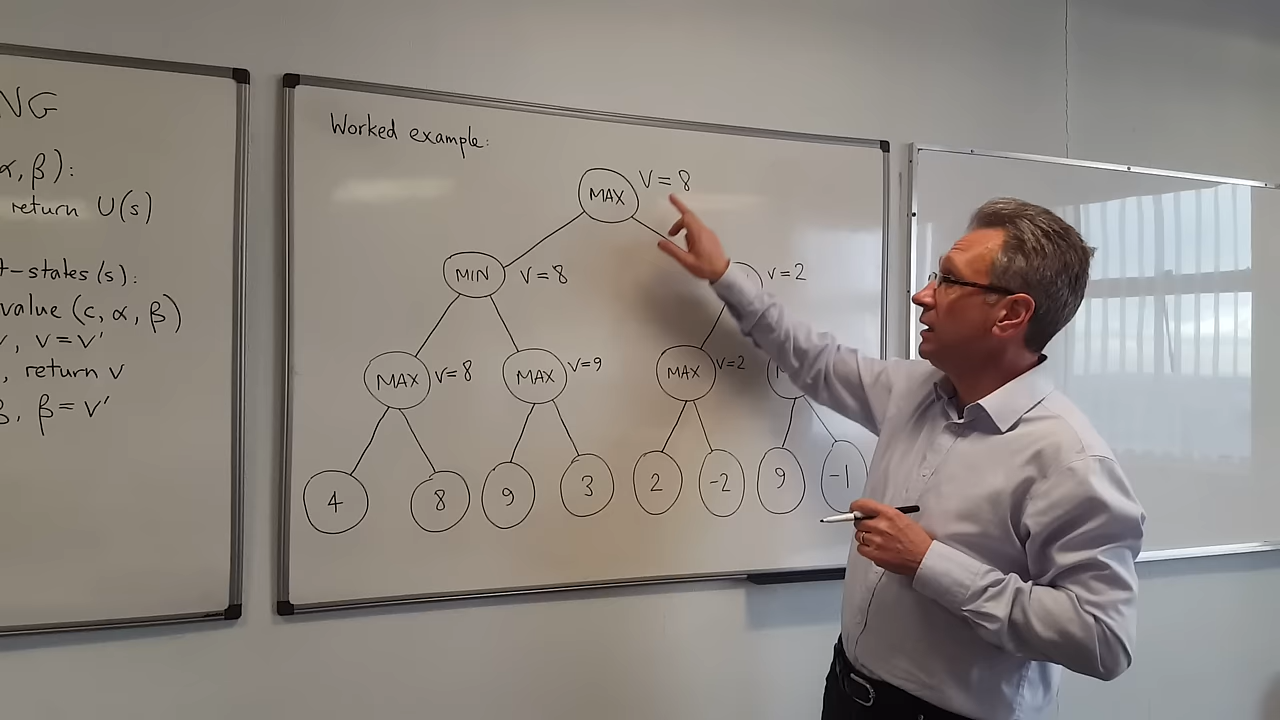 NG
α, β):
return U(s)
t-states(s):
value (c, α, β)
v, v=v'
, return v
β, β=v'
Worked example:
MAX V=8
MIN v=8 v=2
MAX v=8 MAX v=9 MAX v=2
4 8 9 3 2 -2 9 -1